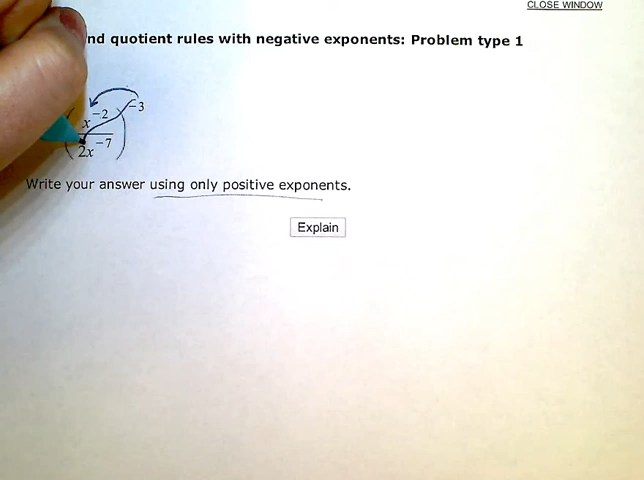 CLOSE WINDOW
nd quotient rules with negative exponents: Problem type 1
(x⁻²/2x⁻⁷)⁻³
Write your answer using only positive exponents.
Explain